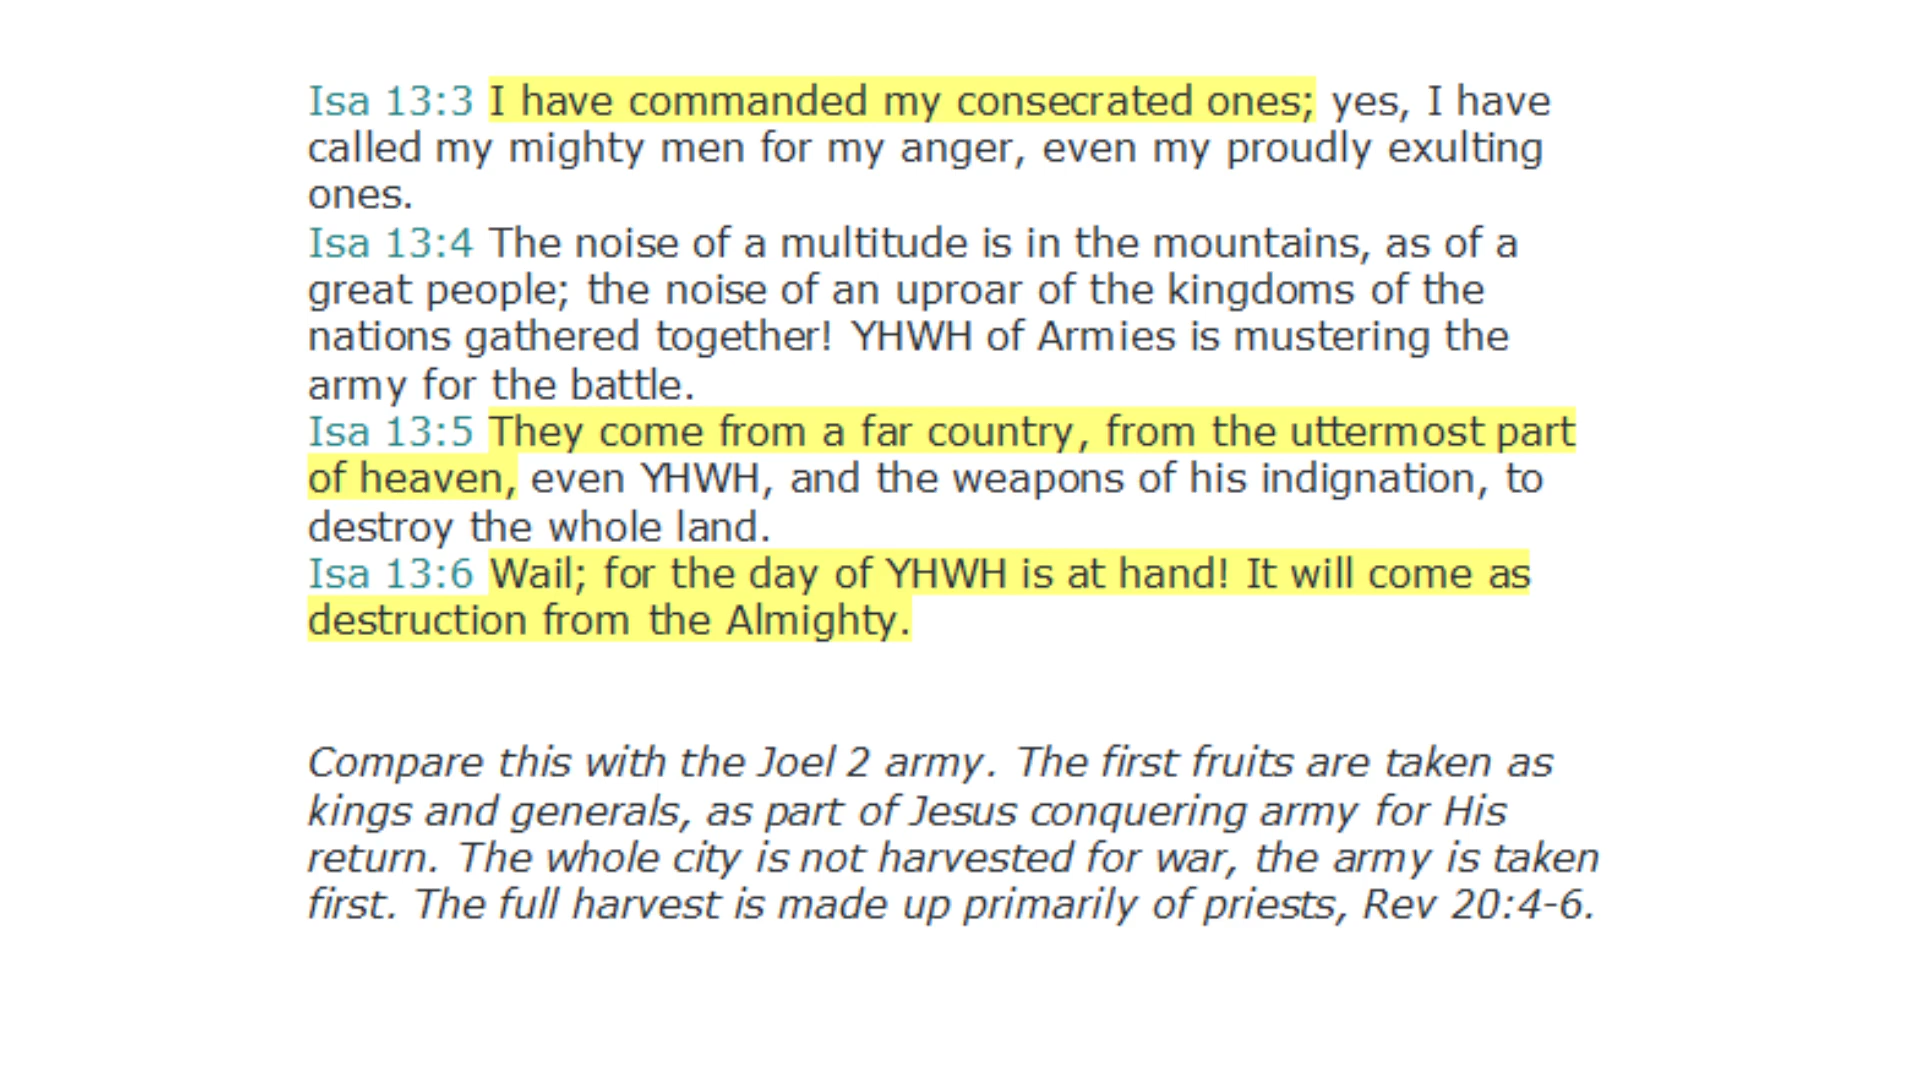 Isa 13:3 I have commanded my consecrated ones; yes, I have
called my mighty men for my anger, even my proudly exulting
ones.
Isa 13:4 The noise of a multitude is in the mountains, as of a
great people; the noise of an uproar of the kingdoms of the
nations gathered together! YHWH of Armies is mustering the
army for the battle.
Isa 13:5 They come from a far country, from the uttermost part
of heaven, even YHWH, and the weapons of his indignation, to
destroy the whole land.
Isa 13:6 Wail; for the day of YHWH is at hand! It will come as
destruction from the Almighty.
Compare this with the Joel 2 army. The first fruits are taken as
kings and generals, as part of Jesus conquering army for His
return. The whole city is not harvested for war, the army is taken
first. The full harvest is made up primarily of priests, Rev 20:4-6.